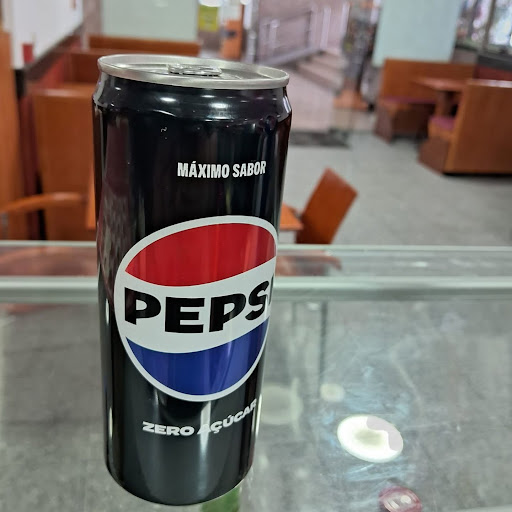 MÁXIMO SABOR
PEPSI
ZERO AÇÚCAR